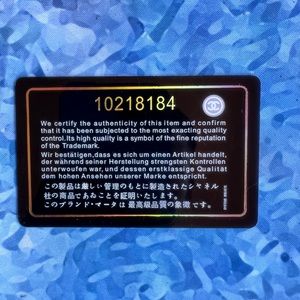 10218184
We certify the authenticity of this item and confirm
that it has been subjected to the most exacting quality
control. Its high quality is a symbol of the fine reputation
of the Trademark.
Wir bestätigen,dass es sich um einen Artikel handelt,
der während seiner Herstellung strengsten Kontrollen
unterworfen war, und dessen erstklassige Qualität
dem hohen Ansehen unserer Marke entspricht.
この製品は厳しい管理のもとに製造されたシャネル
社の商品であることを証明いたします。
このブランド・マークは最高級品質の象徴です。